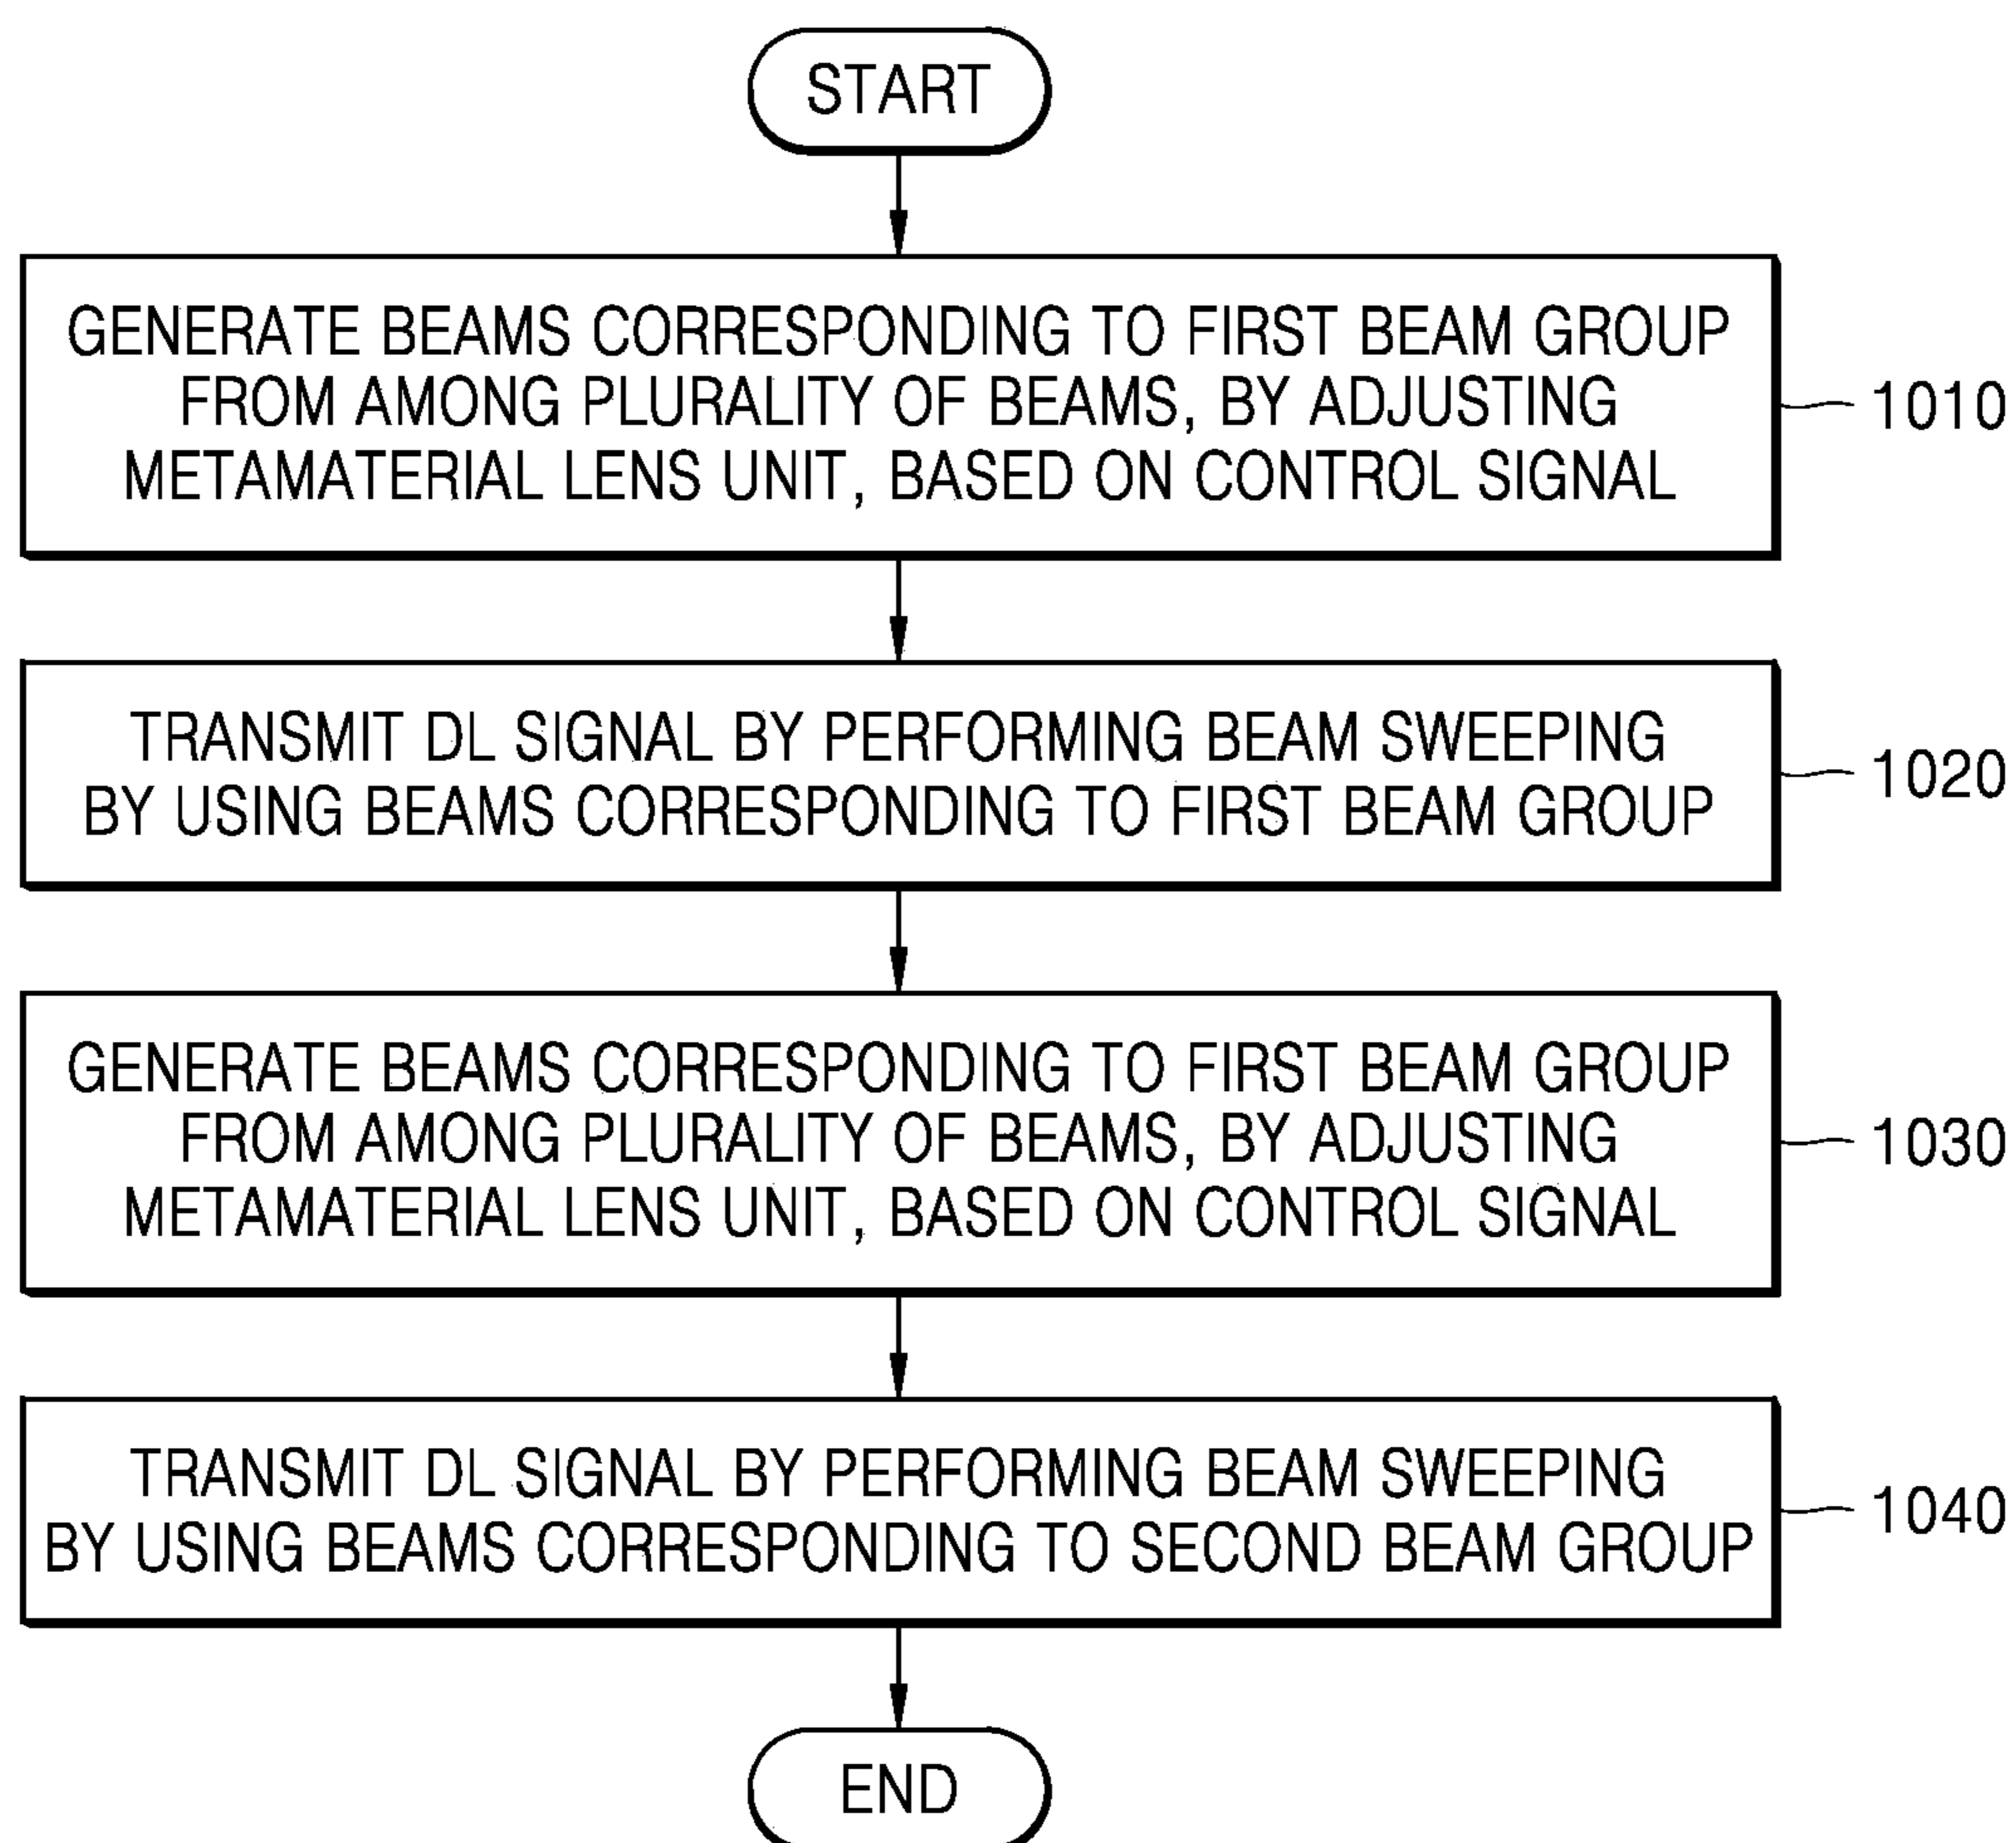 START
GENERATE BEAMS CORRESPONDING TO FIRST BEAM GROUP
FROM AMONG PLURALITY OF BEAMS, BY ADJUSTING
METAMATERIAL LENS UNIT, BASED ON CONTROL SIGNAL
1010
TRANSMIT DL SIGNAL BY PERFORMING BEAM SWEEPING
BY USING BEAMS CORRESPONDING TO FIRST BEAM GROUP
1020
GENERATE BEAMS CORRESPONDING TO FIRST BEAM GROUP
FROM AMONG PLURALITY OF BEAMS, BY ADJUSTING
METAMATERIAL LENS UNIT, BASED ON CONTROL SIGNAL
1030
TRANSMIT DL SIGNAL BY PERFORMING BEAM SWEEPING
BY USING BEAMS CORRESPONDING TO SECOND BEAM GROUP
1040
END